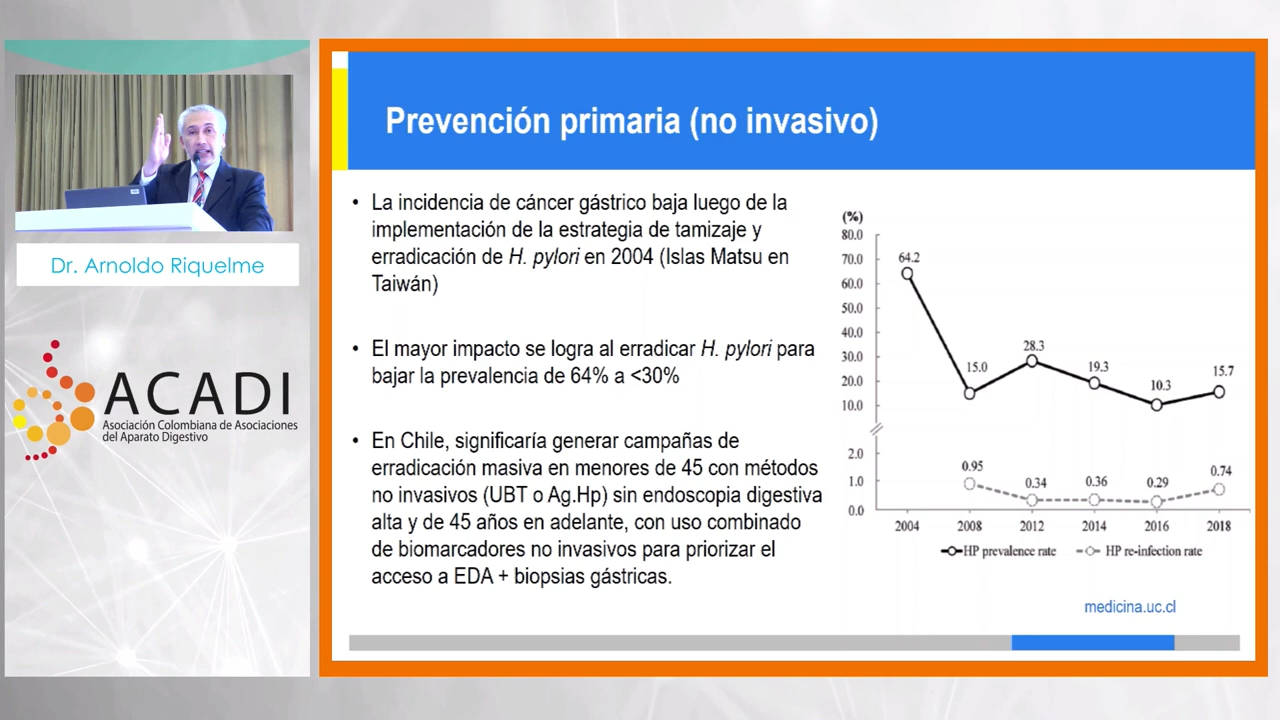 Dr. Arnoldo Riquelme
ACADI
Asociación Colombiana de Asociaciones
del Aparato Digestivo
Prevención primaria (no invasivo)
• La incidencia de cáncer gástrico baja luego de la
implementación de la estrategia de tamizaje y
erradicación de H. pylori en 2004 (Islas Matsu en
Taiwán)
• El mayor impacto se logra al erradicar H. pylori para
bajar la prevalencia de 64% a <30%
• En Chile, significaría generar campañas de
erradicación masiva en menores de 45 con métodos
no invasivos (UBT o Ag.Hp) sin endoscopia digestiva
alta y de 45 años en adelante, con uso combinado
de biomarcadores no invasivos para priorizar el
acceso a EDA + biopsias gástricas.
(%)
80.0
70.0
60.0
50.0
40.0
30.0
20.0
10.0
2.0
1.0
0.0
64.2
15.0
28.3
19.3
10.3
15.7
0.95
0.34
0.36
0.29
0.74
2004 2008 2012 2014 2016 2018
HP prevalence rate HP re-infection rate
medicina.uc.cl